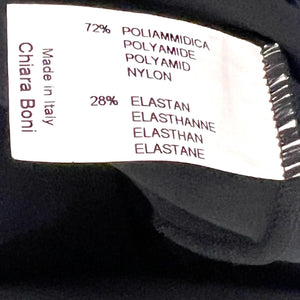 72% POLIAMMIDICA
POLYAMIDE
POLYAMID
NYLON
28% ELASTAN
ELASTHANNE
ELASTHAN
ELASTANE
Made in Italy
Chiara Boni